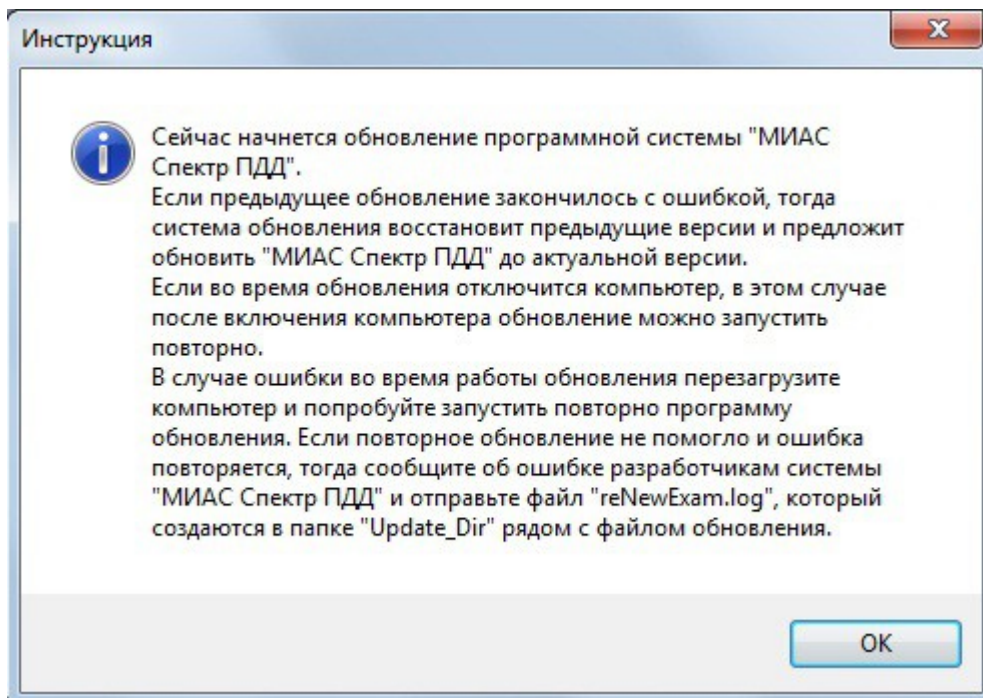 Инструкция
Сейчас начнется обновление программной системы "МИАС
Спектр ПДД".
Если предыдущее обновление закончилось с ошибкой, тогда
система обновления восстановит предыдущие версии и предложит
обновить "МИАС Спектр ПДД" до актуальной версии.
Если во время обновления отключится компьютер, в этом случае
после включения компьютера обновление можно запустить
повторно.
В случае ошибки во время работы обновления перезагрузите
компьютер и попробуйте запустить повторно программу
обновления. Если повторное обновление не помогло и ошибка
повторяется, тогда сообщите об ошибке разработчикам системы
"МИАС Спектр ПДД" и отправьте файл "reNewExam.log", который
создаются в папке "Update_Dir" рядом с файлом обновления.
OK